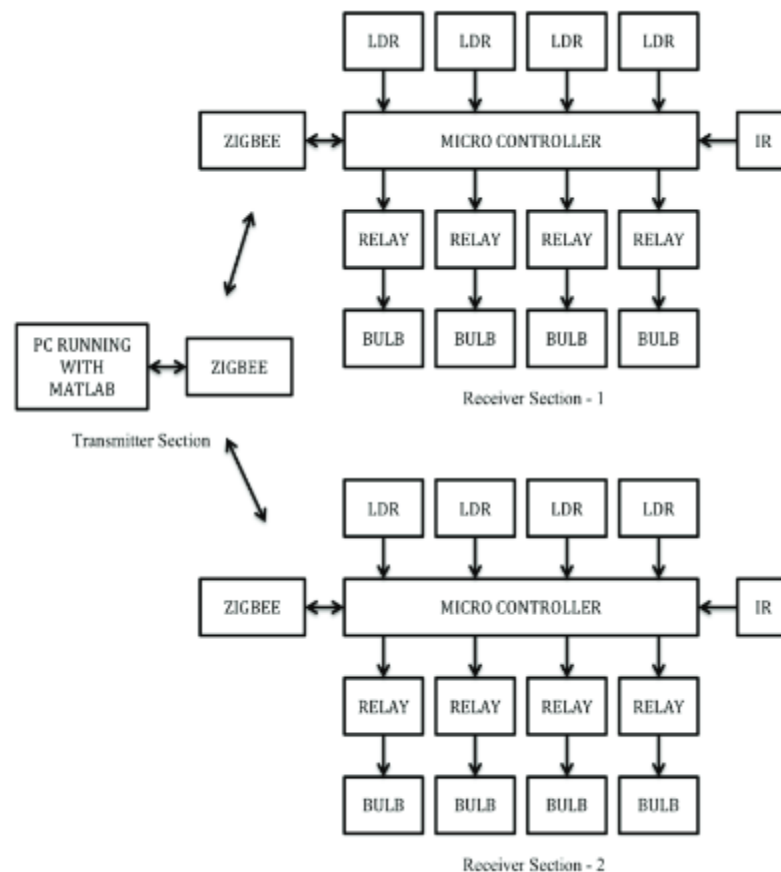 LDR LDR LDR LDR
ZIGBEE MICRO CONTROLLER IR
RELAY RELAY RELAY RELAY
BULB BULB BULB BULB
Receiver Section - 1
PC RUNNING
WITH
MATLAB
ZIGBEE
Transmitter Section
LDR LDR LDR LDR
ZIGBEE MICRO CONTROLLER IR
RELAY RELAY RELAY RELAY
BULB BULB BULB BULB
Receiver Section - 2